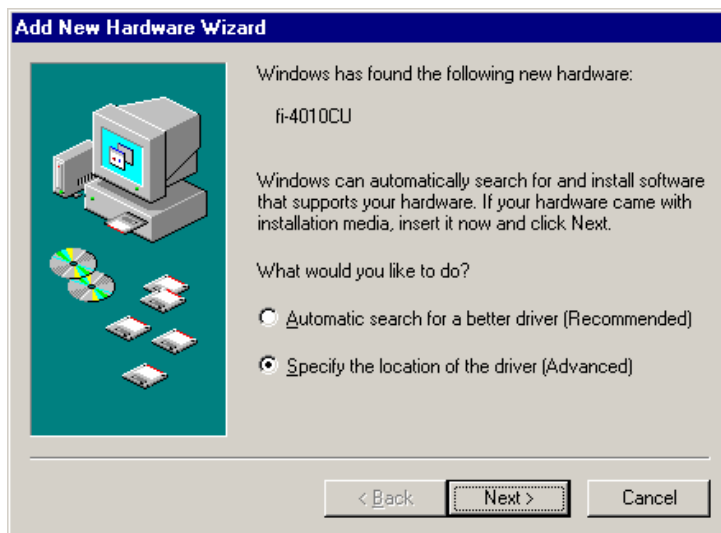 Add New Hardware Wizard
Windows has found the following new hardware:
fi-4010CU
Windows can automatically search for and install software
that supports your hardware. If your hardware came with
installation media, insert it now and click Next.
What would you like to do?
Automatic search for a better driver (Recommended)
Specify the location of the driver (Advanced)
< Back
Next >
Cancel